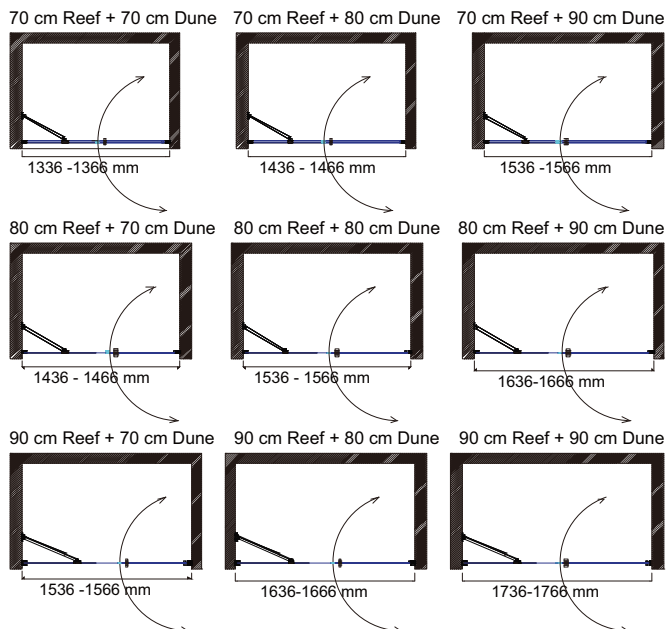 70 cm Reef + 70 cm Dune
70 cm Reef + 80 cm Dune
70 cm Reef + 90 cm Dune
1336 -1366 mm
1436 - 1466 mm
1536 -1566 mm
80 cm Reef + 70 cm Dune
80 cm Reef + 80 cm Dune
80 cm Reef + 90 cm Dune
1436 - 1466 mm
1536 - 1566 mm
1636-1666 mm
90 cm Reef + 70 cm Dune
90 cm Reef + 80 cm Dune
90 cm Reef + 90 cm Dune
1536 -1566 mm
1636-1666 mm
1736-1766 mm